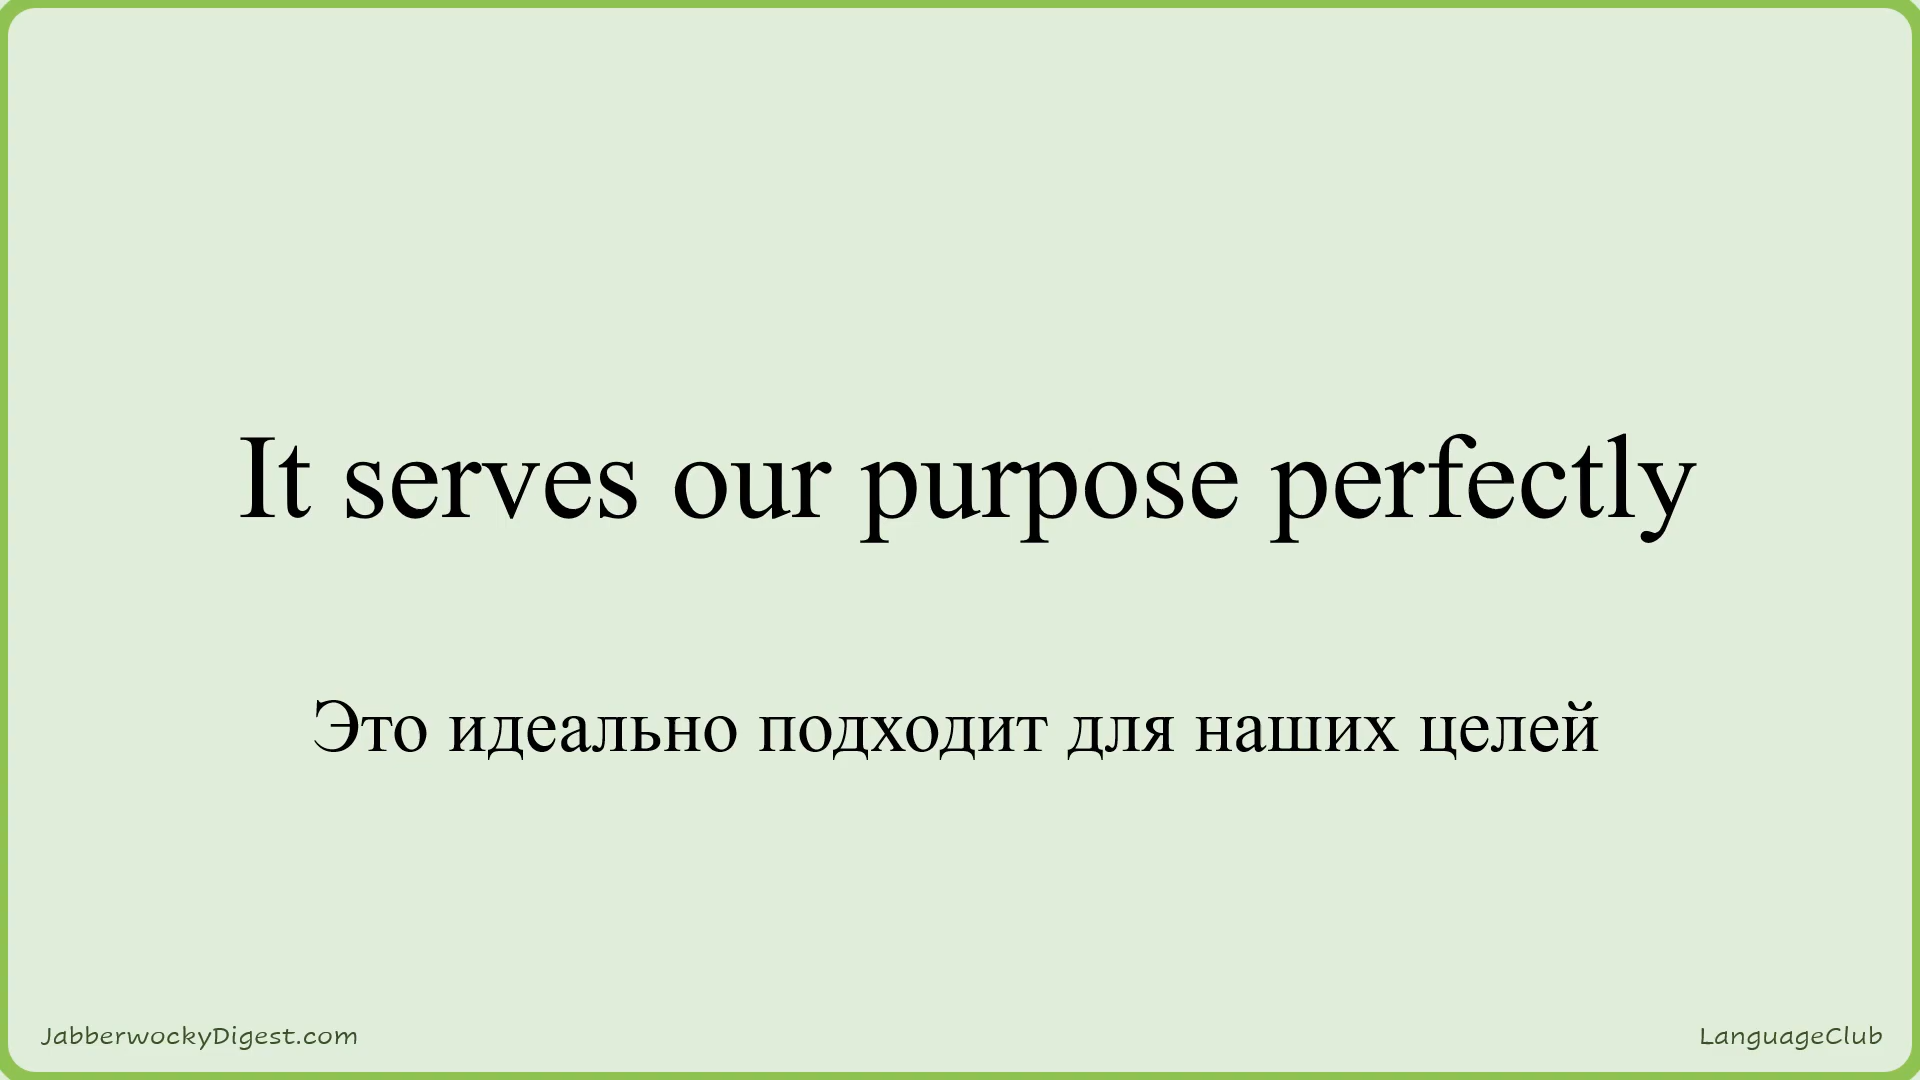 It serves our purpose perfectly
Это идеально подходит для наших целей
JabberwockyDigest.com
LanguageClub